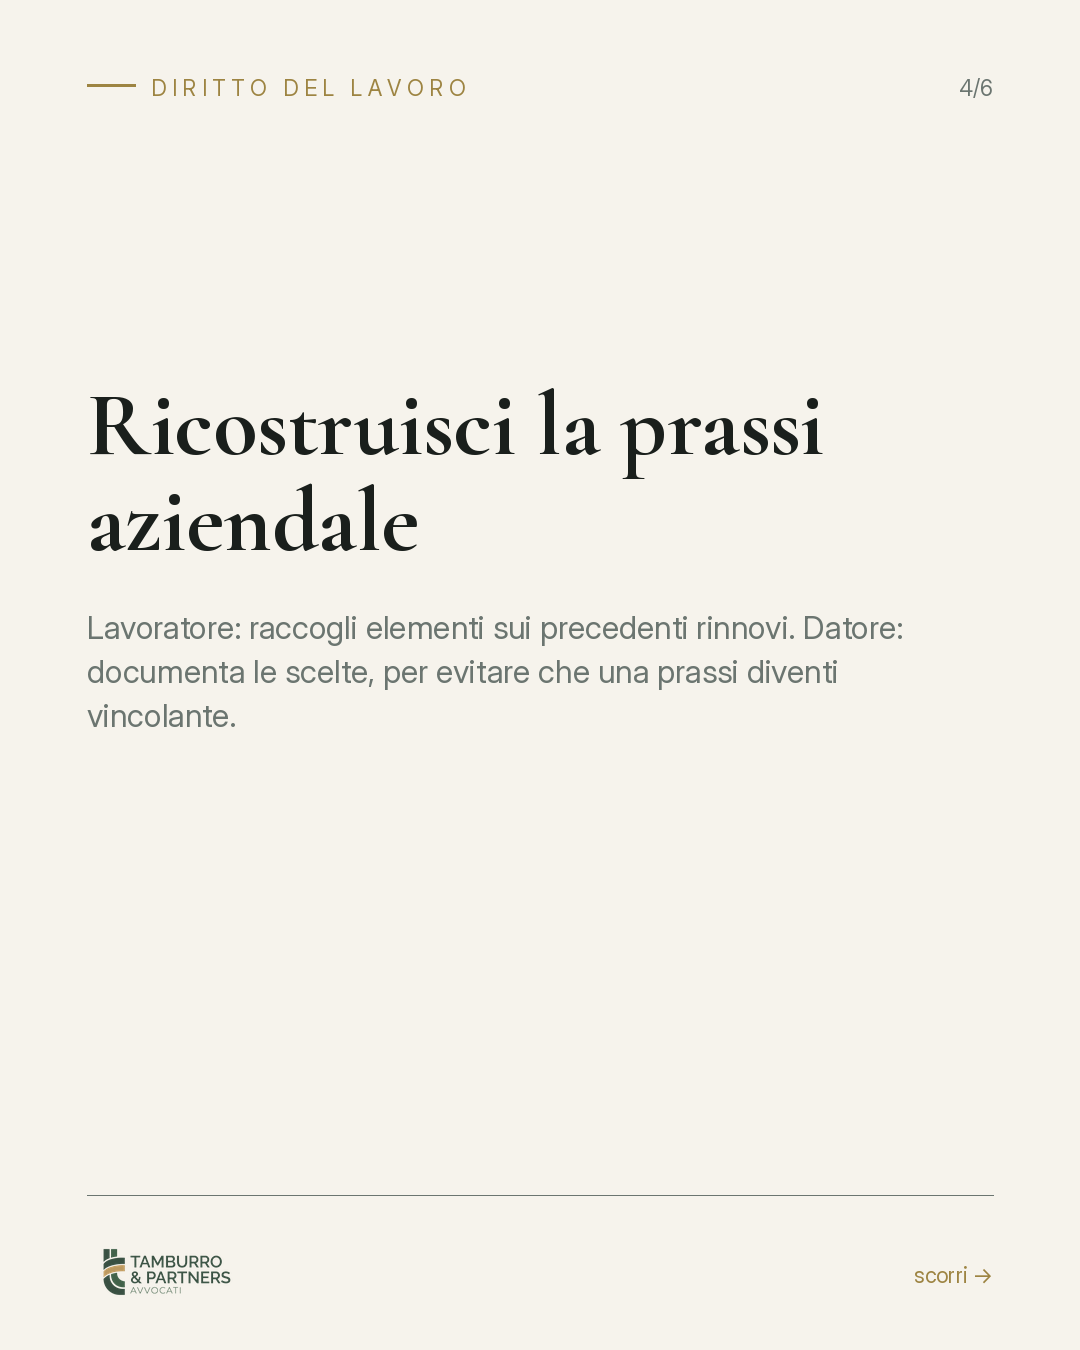 DIRITTO DEL LAVORO
4/6
Ricostruisci la prassi
aziendale
Lavoratore: raccogli elementi sui precedenti rinnovi. Datore:
documenta le scelte, per evitare che una prassi diventi
vincolante.
TAMBURRO
& PARTNERS
AVVOCATI
scorri →